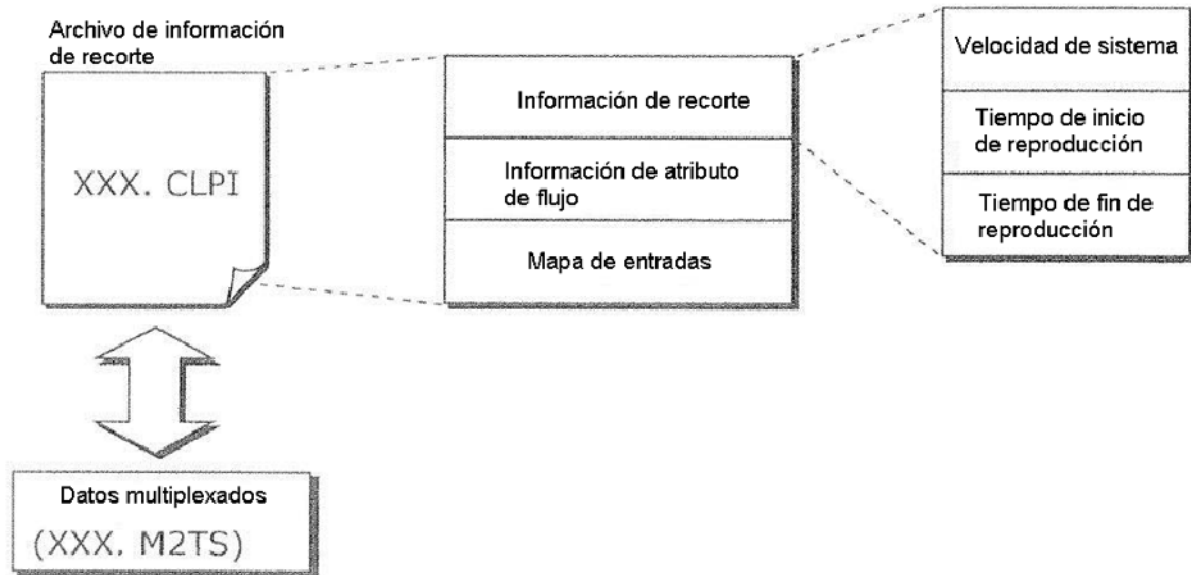 Archivo de información
de recorte
XXX. CLPI
Información de recorte
Información de atributo
de flujo
Mapa de entradas
Velocidad de sistema
Tiempo de inicio
de reproducción
Tiempo de fin de
reproducción
Datos multiplexados
(XXX. M2TS)